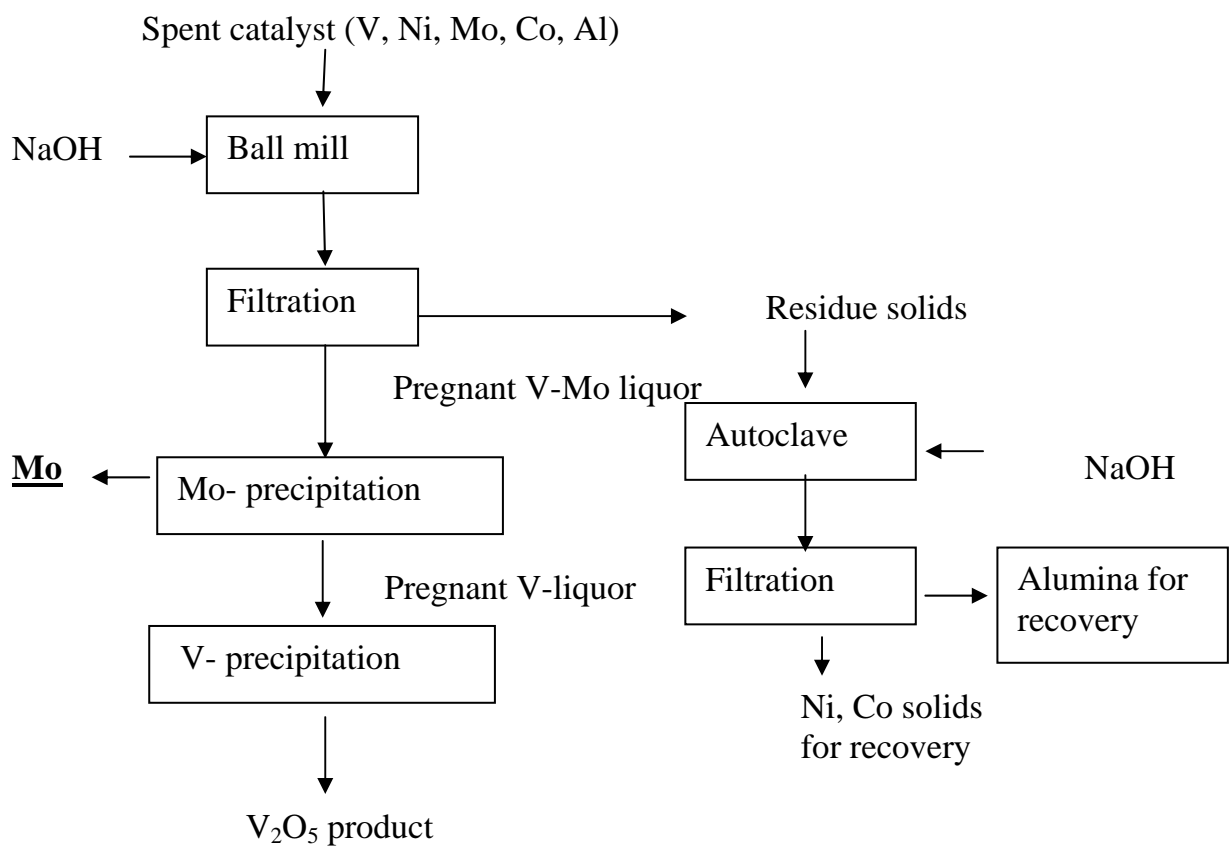 Spent catalyst (V, Ni, Mo, Co, Al)
NaOH
Ball mill
Filtration
Residue solids
Pregnant V-Mo liquor
Autoclave
NaOH
Mo
Mo- precipitation
Filtration
Alumina for
recovery
Pregnant V-liquor
V- precipitation
Ni, Co solids
for recovery
V₂O₅ product